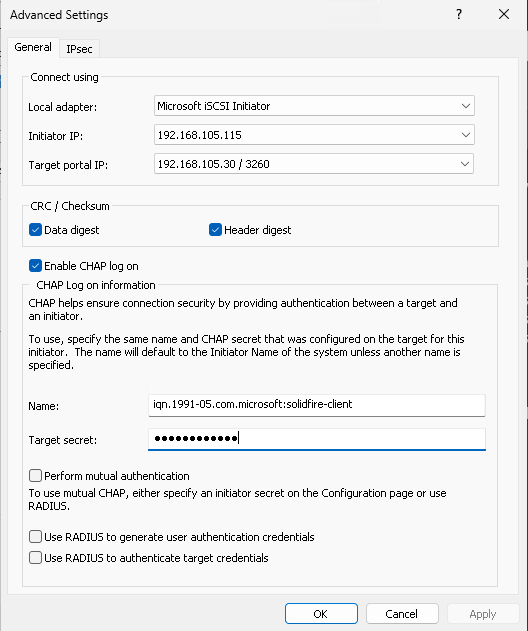 Advanced Settings
?
General
IPsec
Connect using
Local adapter:
Microsoft iSCSI Initiator
Initiator IP:
192.168.105.115
Target portal IP:
192.168.105.30 / 3260
CRC / Checksum
Data digest
Header digest
Enable CHAP log on
CHAP Log on information
CHAP helps ensure connection security by providing authentication between a target and
an initiator.
To use, specify the same name and CHAP secret that was configured on the target for this
initiator.  The name will default to the Initiator Name of the system unless another name is
specified.
Name:
iqn.1991-05.com.microsoft:solidfire-client
Target secret:
●●●●●●●●●●●●
Perform mutual authentication
To use mutual CHAP, either specify an initiator secret on the Configuration page or use
RADIUS.
Use RADIUS to generate user authentication credentials
Use RADIUS to authenticate target credentials
OK
Cancel
Apply